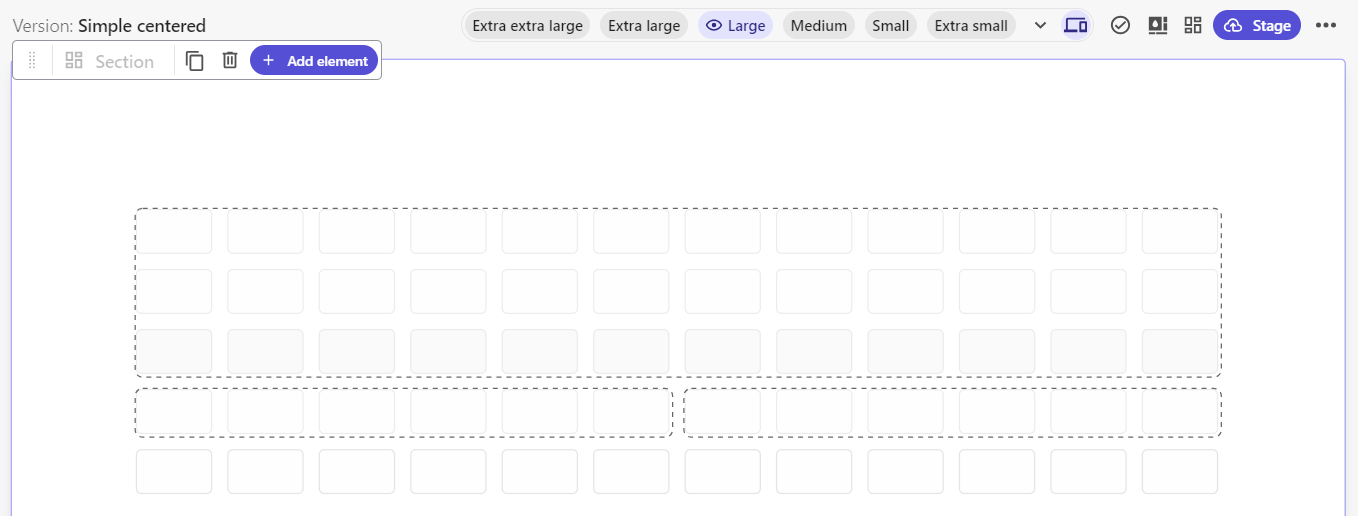 Version: Simple centered
Extra extra large
Extra large
Large
Medium
Small
Extra small
Stage
Section
Add element